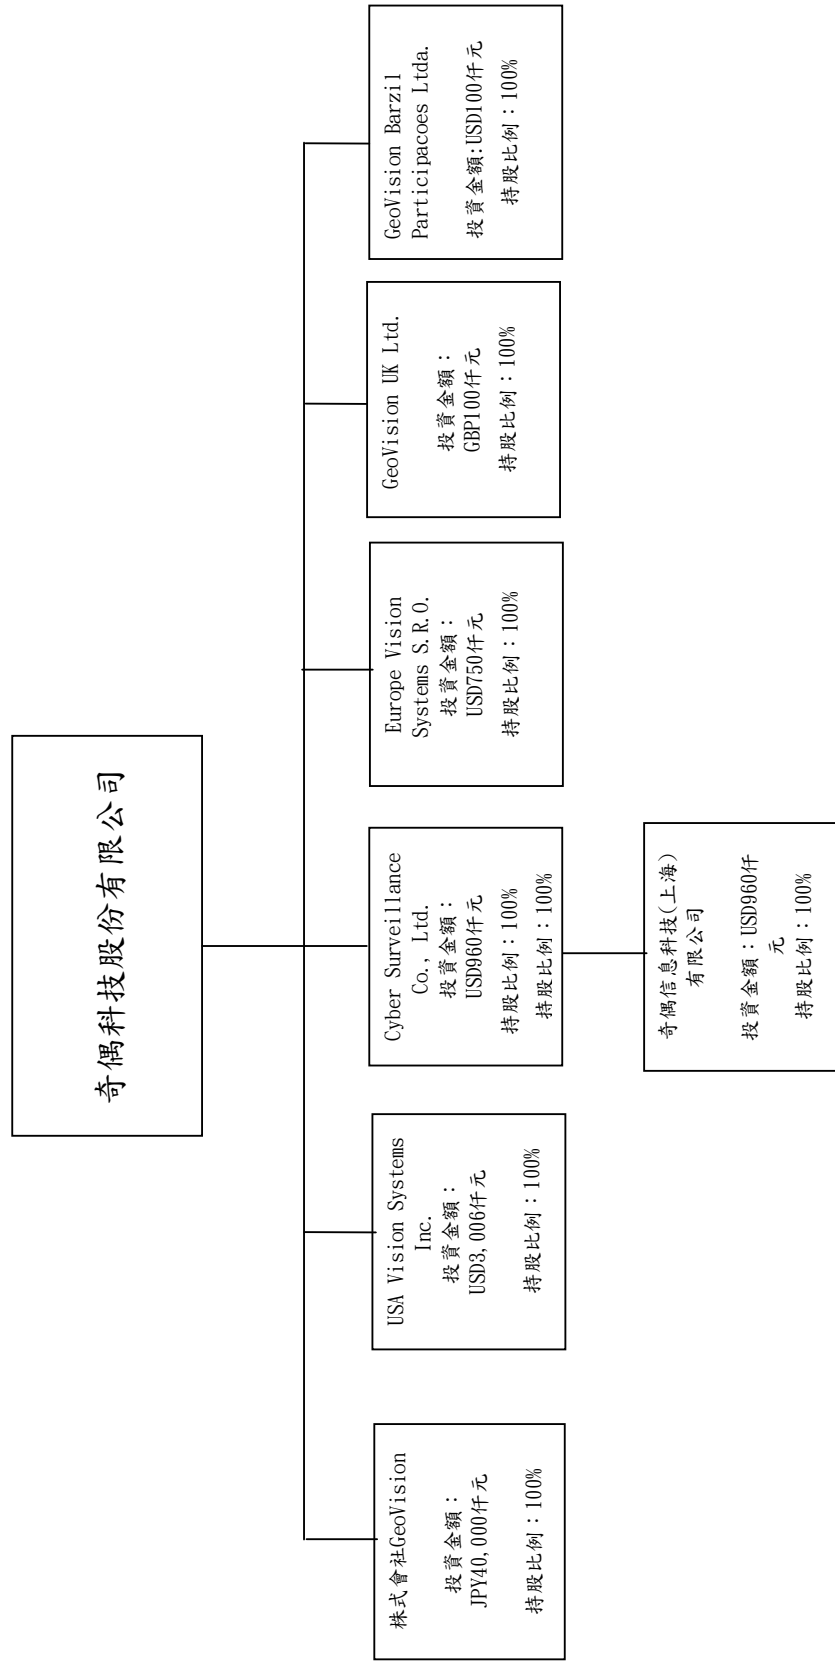 奇偶科技股份有限公司
株式會社GeoVision
投資金額：
JPY40,000仟元
持股比例：100%
USA Vision Systems
Inc.
投資金額：
USD3,006仟元
持股比例：100%
Cyber Surveillance
Co., Ltd.
投資金額：
USD960仟元
持股比例：100%
持股比例：100%
Europe Vision
Systems S.R.O.
投資金額：
USD750仟元
持股比例：100%
GeoVision UK Ltd.
投資金額：
GBP100仟元
持股比例：100%
GeoVision Barzil
Participacoes Ltda.
投資金額:USD100仟元
持股比例：100%
奇偶信息科技(上海)
有限公司
投資金額：USD960仟
元
持股比例：100%